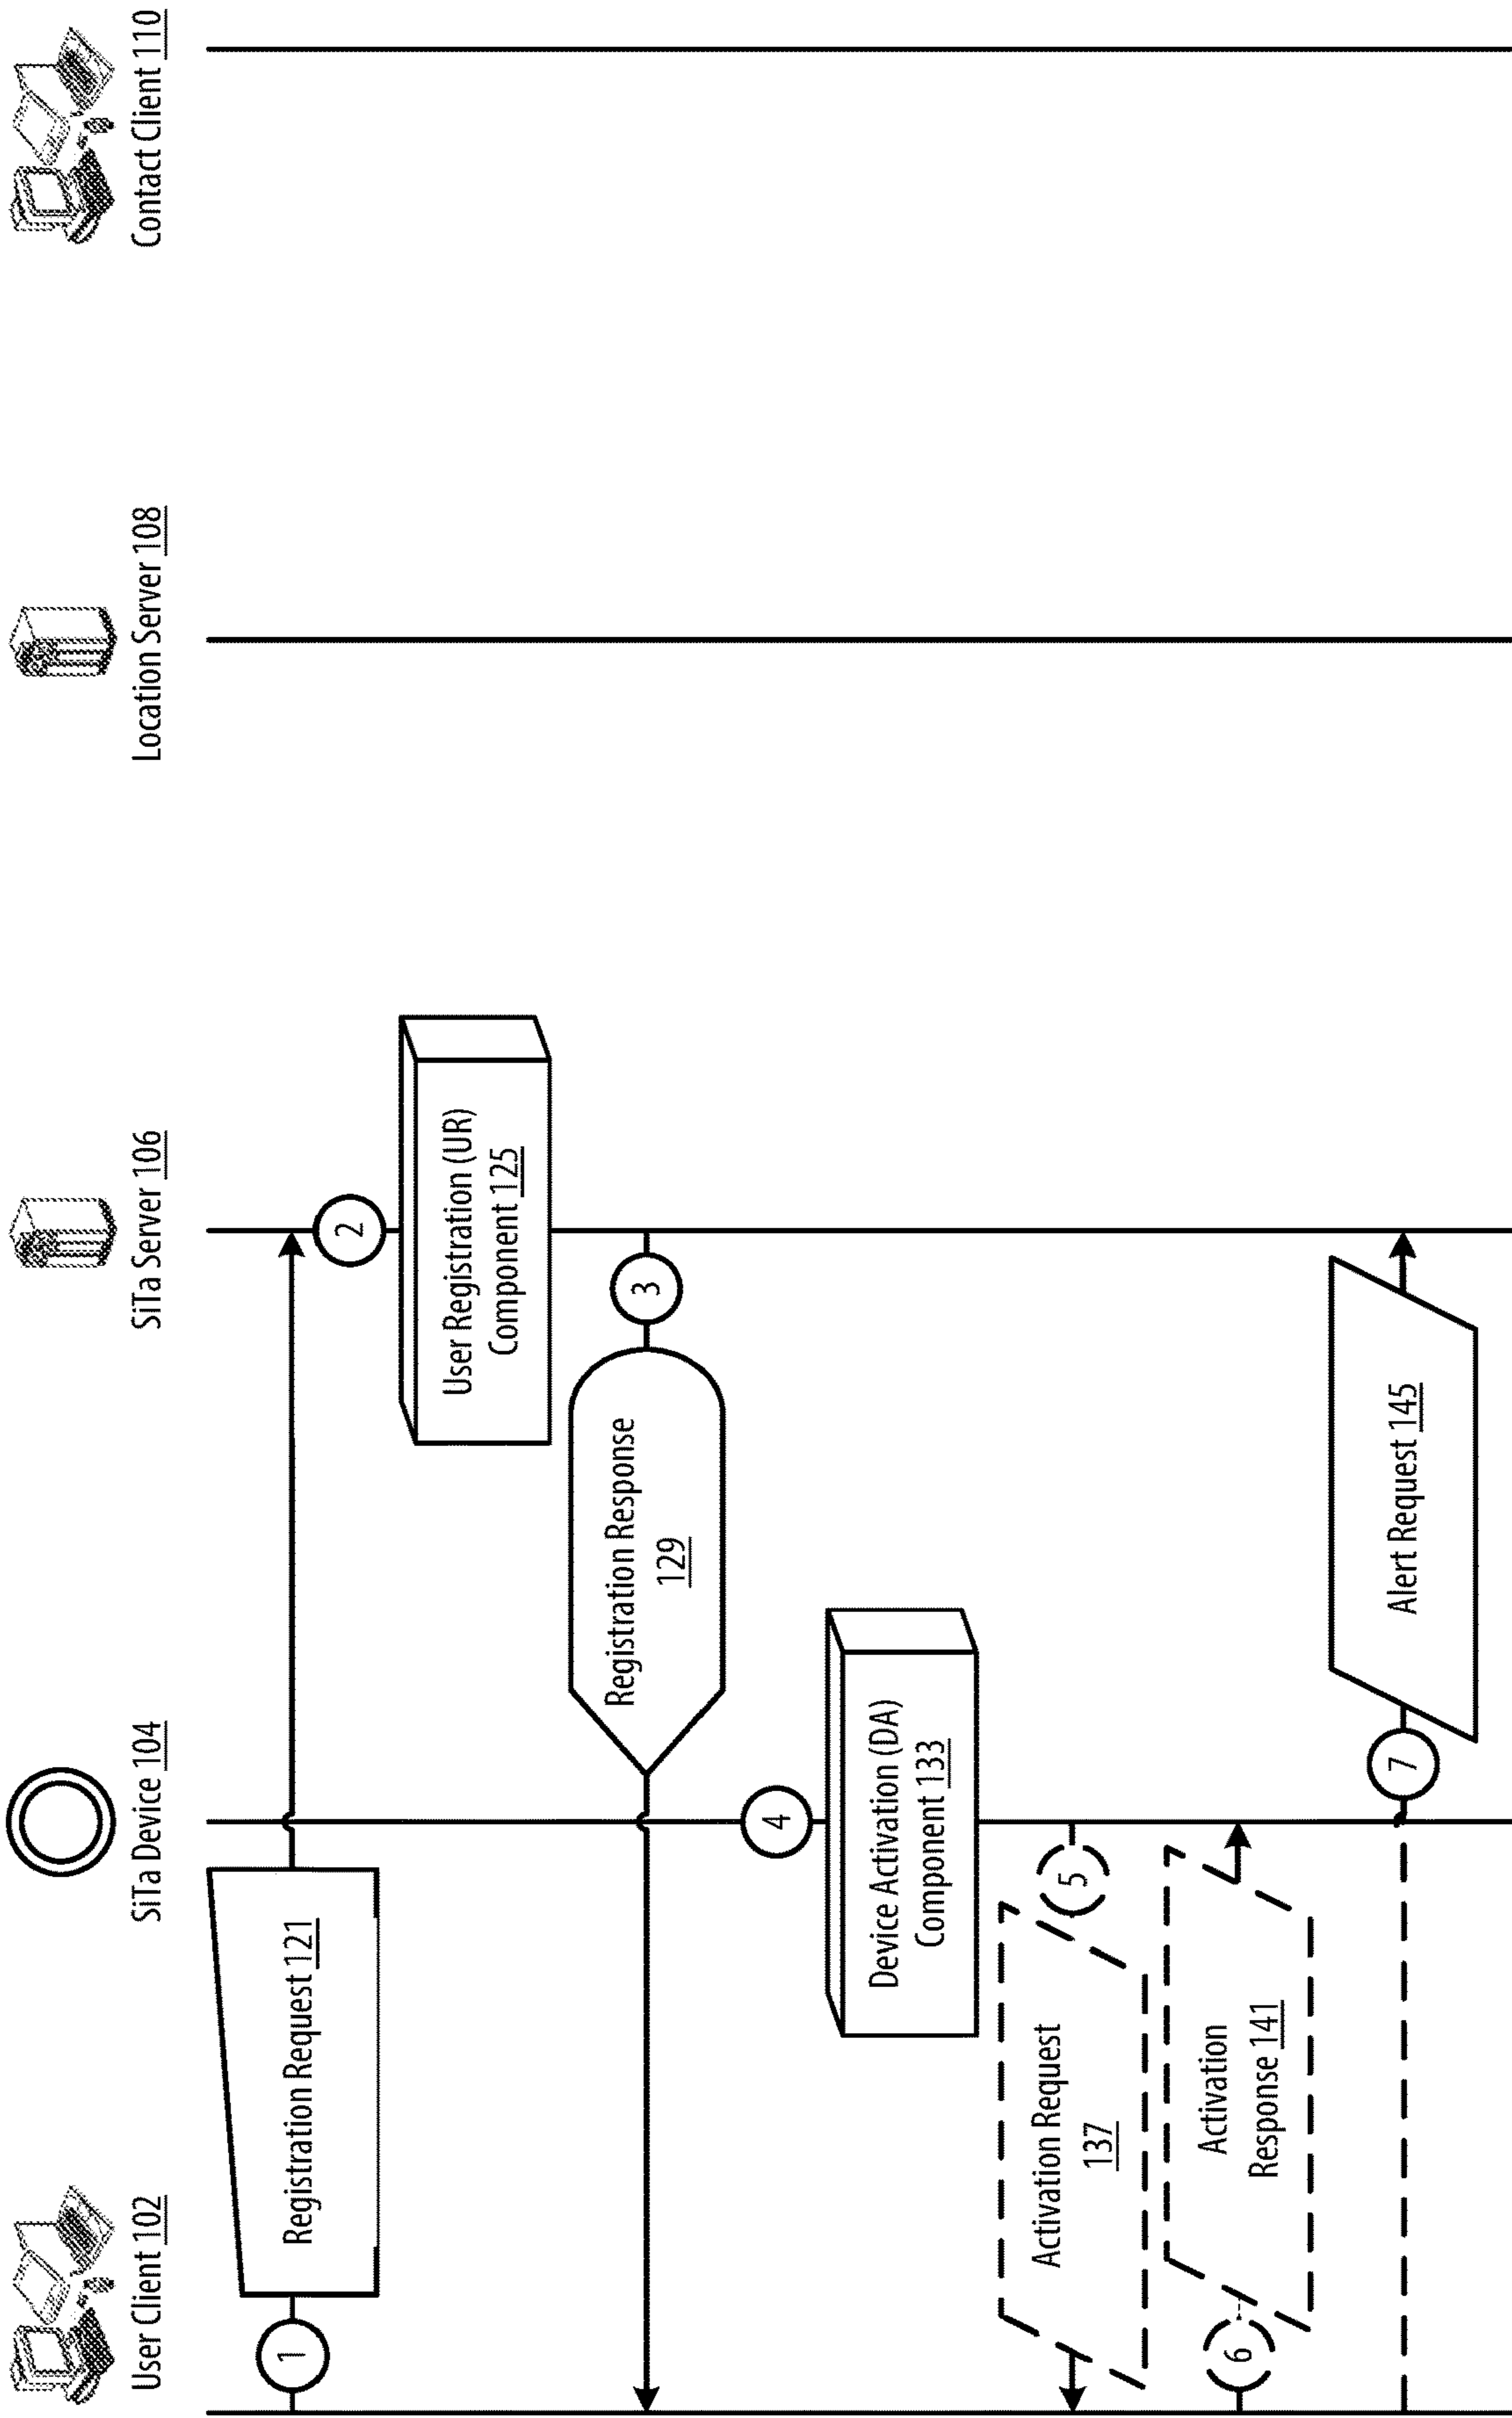 User Client 102
SiTa Device 104
SiTa Server 106
Location Server 108
Contact Client 110
1
Registration Request 121
2
User Registration (UR)
Component 125
3
Registration Response
129
4
Device Activation (DA)
Component 133
5
Activation Request
137
6
Activation
Response 141
7
Alert Request 145